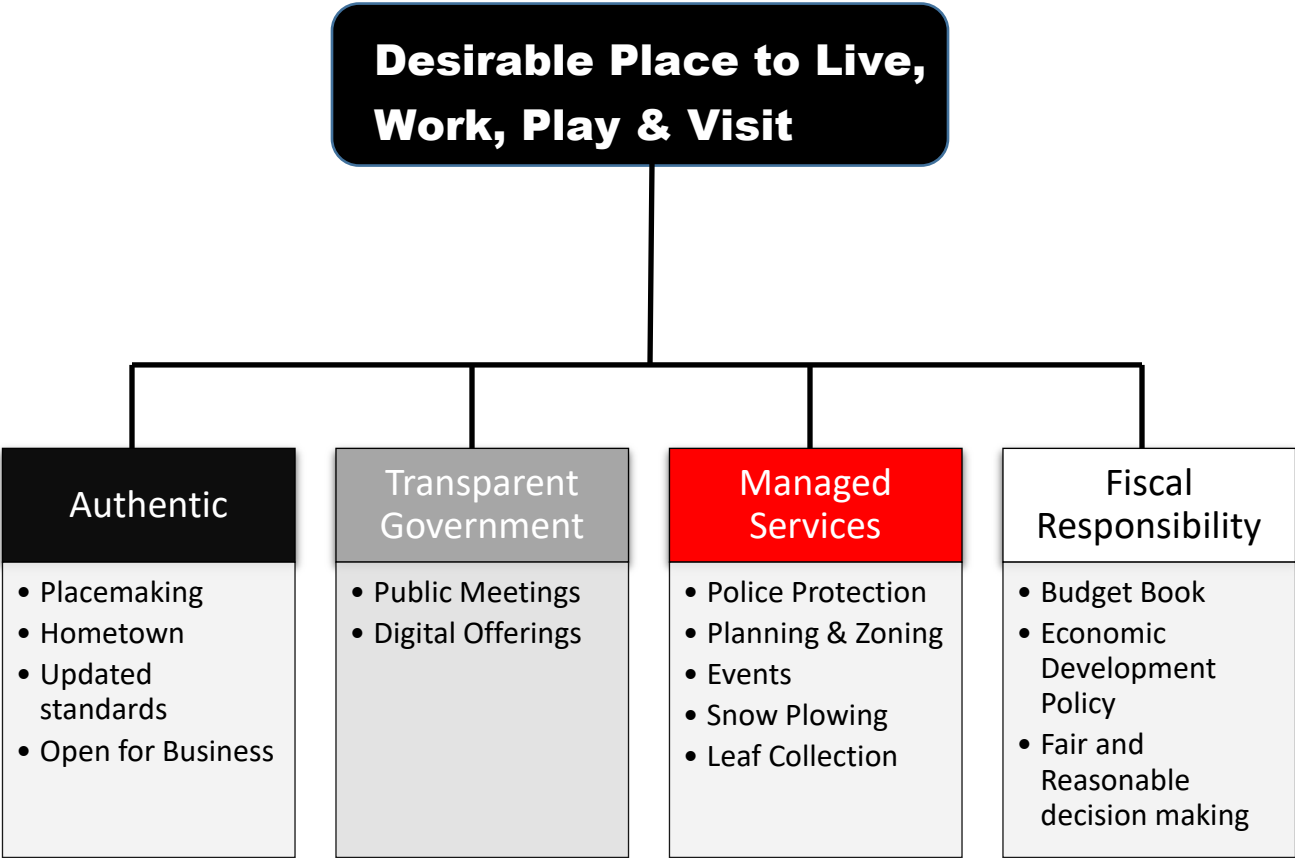 Desirable Place to Live,
Work, Play & Visit
Authentic
• Placemaking
• Hometown
• Updated
standards
• Open for Business
Transparent
Government
• Public Meetings
• Digital Offerings
Managed
Services
• Police Protection
• Planning & Zoning
• Events
• Snow Plowing
• Leaf Collection
Fiscal
Responsibility
• Budget Book
• Economic
Development
Policy
• Fair and
Reasonable
decision making